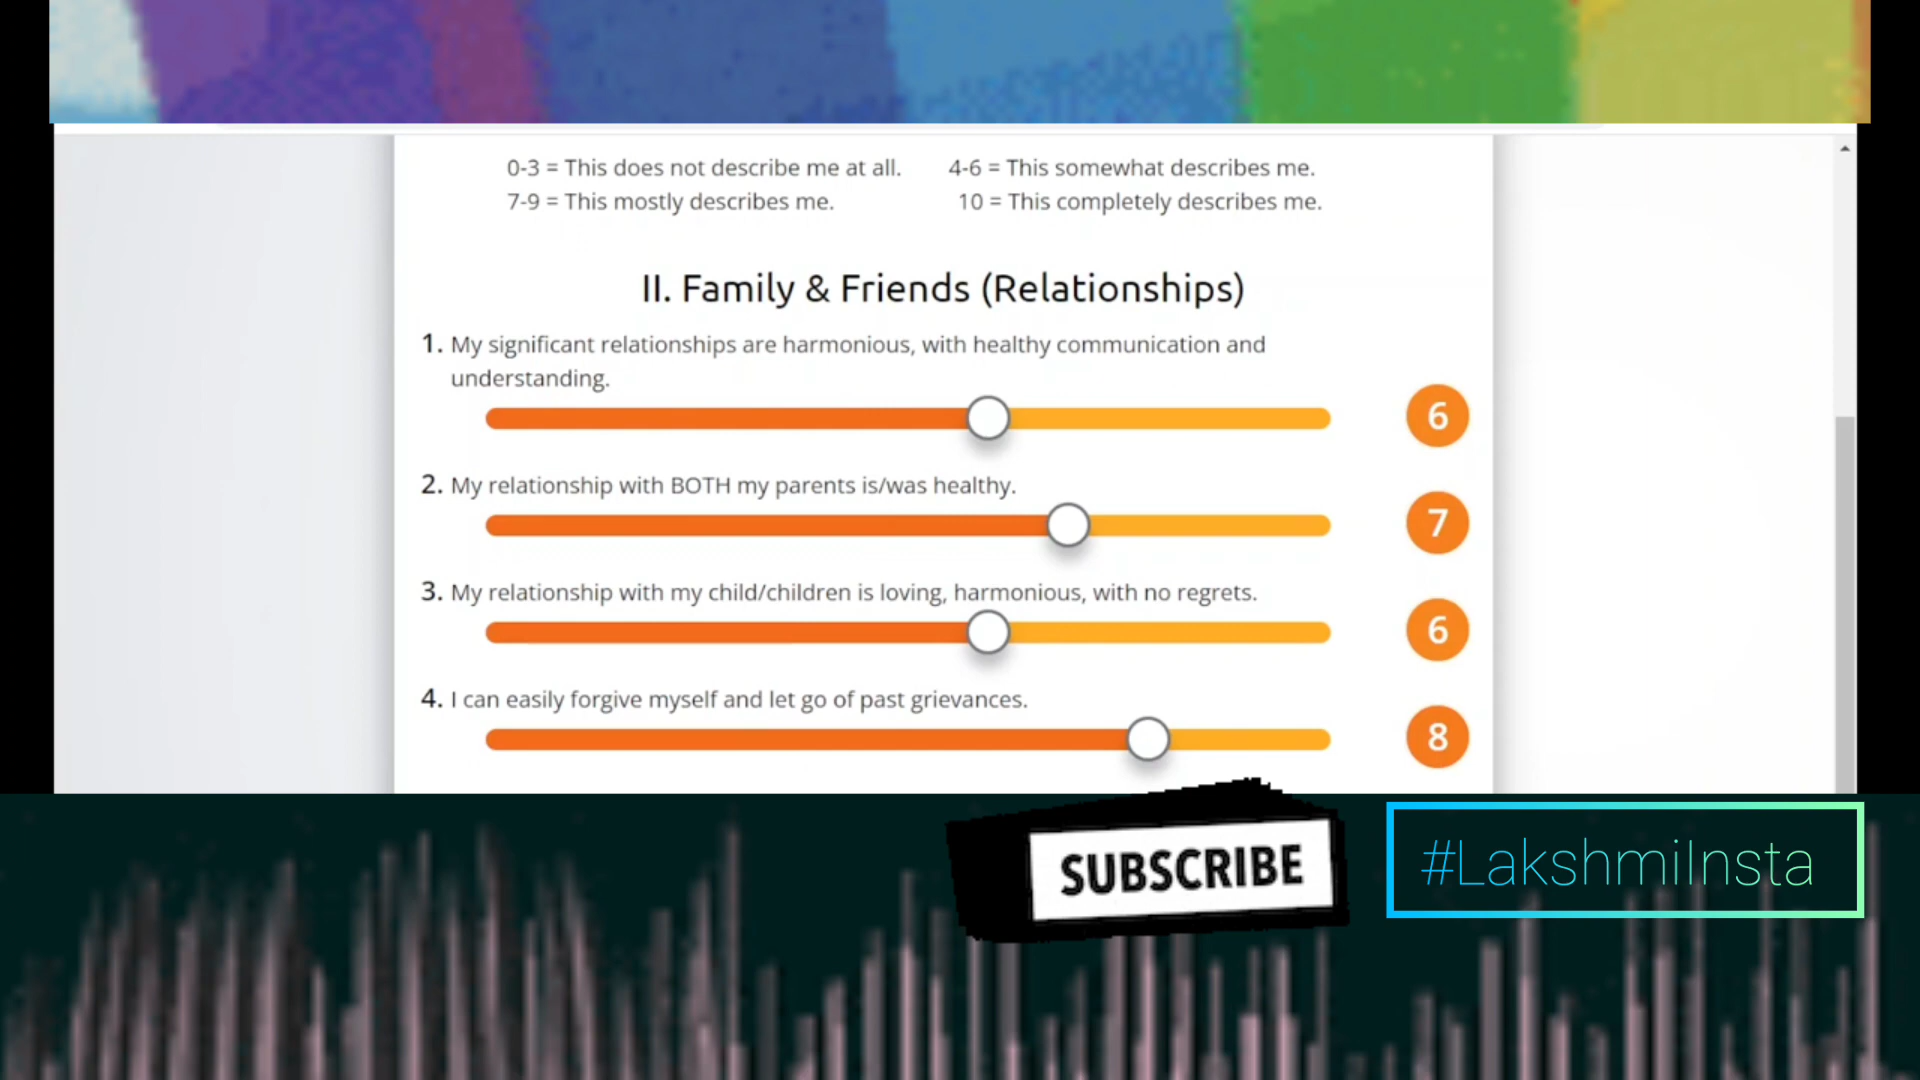 0-3 = This does not describe me at all. 4-6 = This somewhat describes me.
7-9 = This mostly describes me. 10 = This completely describes me.
II. Family & Friends (Relationships)
1. My significant relationships are harmonious, with healthy communication and
understanding.
6
2. My relationship with BOTH my parents is/was healthy.
7
3. My relationship with my child/children is loving, harmonious, with no regrets.
6
4. I can easily forgive myself and let go of past grievances.
8
SUBSCRIBE
#LakshmiInsta